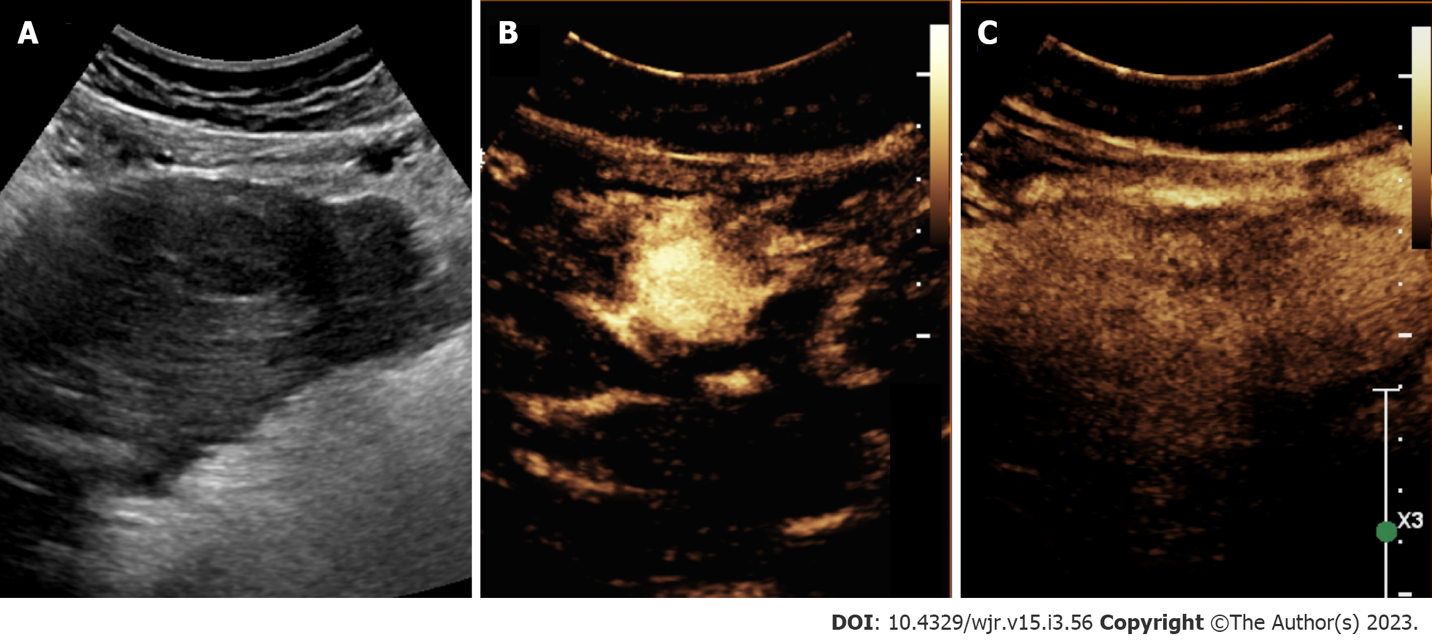 A
B
C
X3
DOI: 10.4329/wjr.v15.i3.56 Copyright ©The Author(s) 2023.